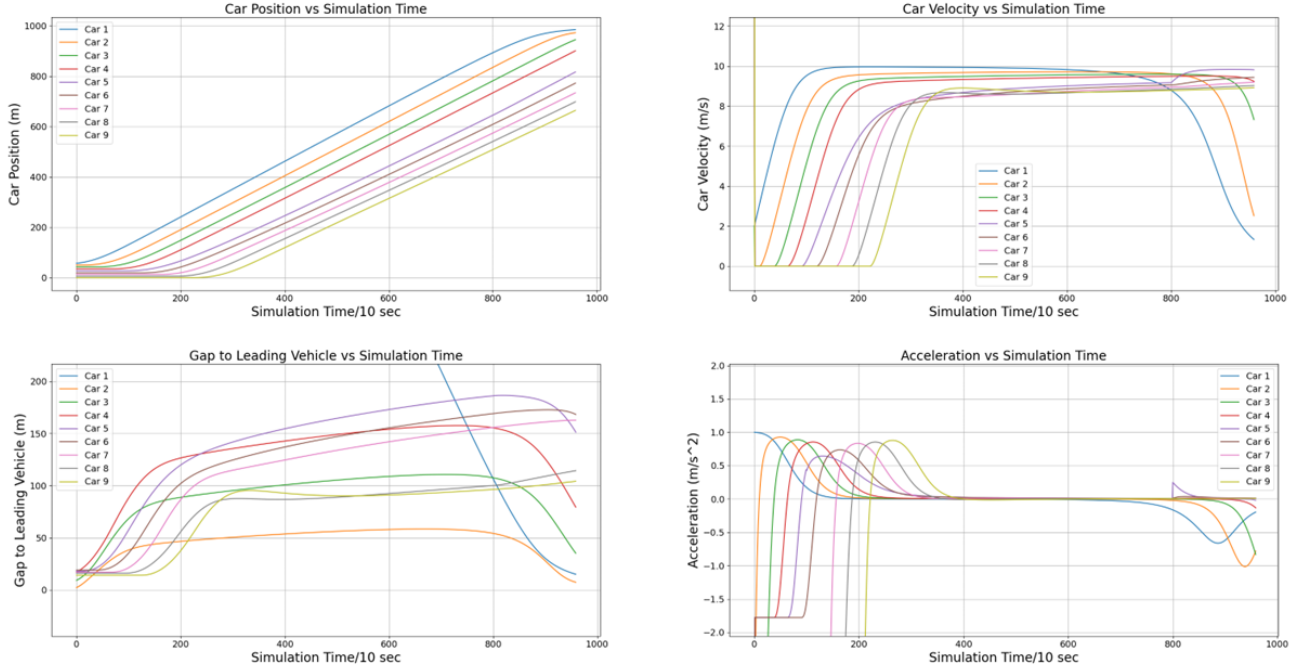 Car Position vs Simulation Time
Car Position (m)
1000
800
600
400
200
0
Car 1
Car 2
Car 3
Car 4
Car 5
Car 6
Car 7
Car 8
Car 9
0 200 400 600 800 1000
Simulation Time/10 sec
Car Velocity vs Simulation Time
Car Velocity (m/s)
12
10
8
6
4
2
0
Car 1
Car 2
Car 3
Car 4
Car 5
Car 6
Car 7
Car 8
Car 9
0 200 400 600 800 1000
Simulation Time/10 sec
Gap to Leading Vehicle vs Simulation Time
Gap to Leading Vehicle (m)
200
150
100
50
0
Car 1
Car 2
Car 3
Car 4
Car 5
Car 6
Car 7
Car 8
Car 9
0 200 400 600 800 1000
Simulation Time/10 sec
Acceleration vs Simulation Time
Acceleration (m/s^2)
2.0
1.5
1.0
0.5
0.0
−0.5
−1.0
−1.5
−2.0
Car 1
Car 2
Car 3
Car 4
Car 5
Car 6
Car 7
Car 8
Car 9
0 200 400 600 800 1000
Simulation Time/10 sec